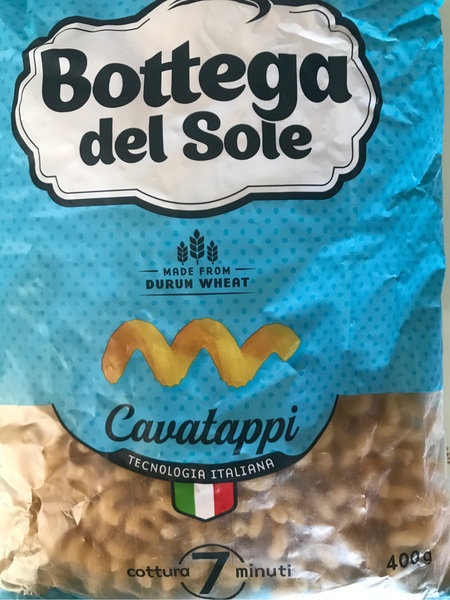 Bottega
del Sole
MADE FROM
DURUM WHEAT
Cavatappi
TECNOLOGIA ITALIANA
cottura 7 minuti
400g